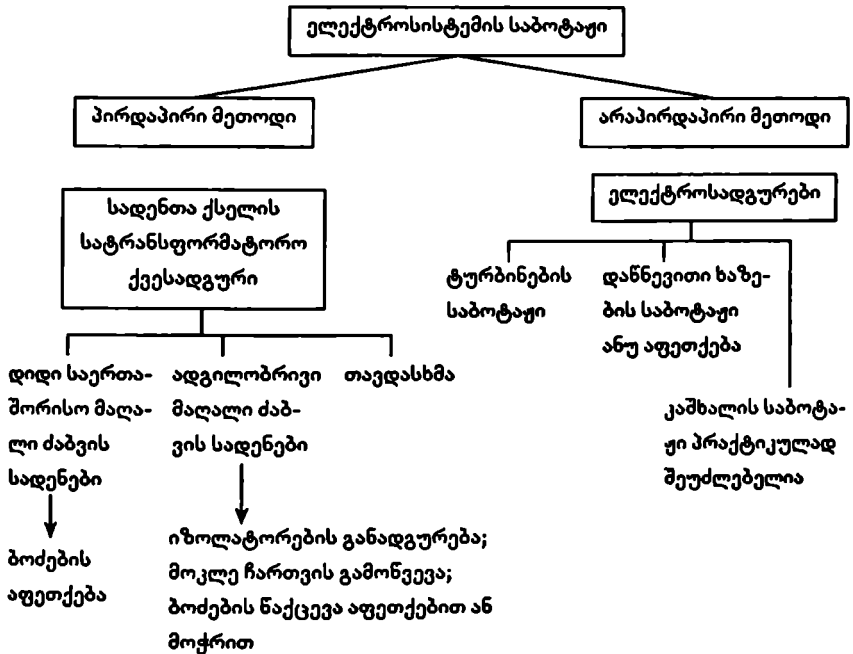 ელექტროსისტემის საბოტაჟი
პირდაპირი მეთოდი
არაპირდაპირი მეთოდი
სადენთა ქსელის
სატრანსფორმატორო
ქვესადგური
ელექტროსადგურები
ტურბინების
საბოტაჟი
დაწნევითი ხაზე-
ბის საბოტაჟი
ანუ აფეთქება
დიდი საერთა-
შორისო მაღა-
ლი ძაბვის
სადენები
ადგილობრივი
მაღალი ძაბ-
ვის სადენები
თავდასხმა
კაშხალის საბოტა-
ჟი პრაქტიკულად
შეუძლებელია
ბოძების
აფეთქება
იზოლატორების განადგურება;
მოკლე ჩართვის გამოწვევა;
ბოძების წაქცევა აფეთქებით ან
მოჭრით